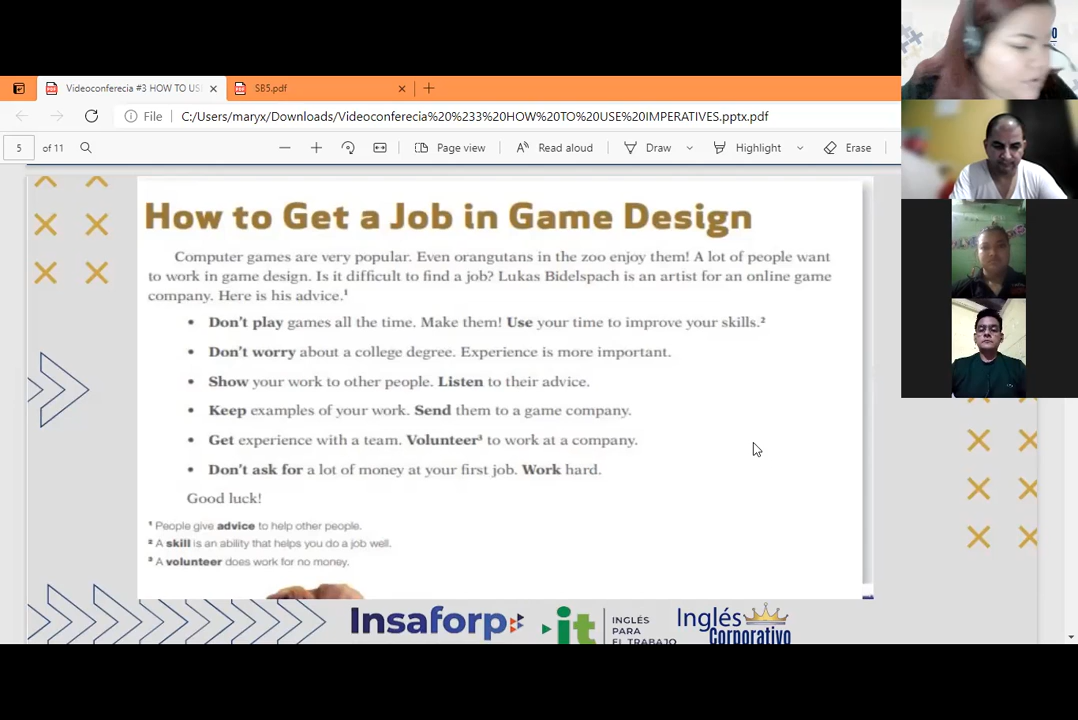 Videoconferecia #3 HOW TO US
SB5.pdf
File
C:/Users/maryx/Downloads/Videoconferecia%20%233%20HOW%20TO%20USE%20IMPERATIVES.pptx.pdf
5 of 11
Page view
Read aloud
Draw
Highlight
Erase
How to Get a Job in Game Design
Computer games are very popular. Even orangutans in the zoo enjoy them! A lot of people want
to work in game design. Is it difficult to find a job? Lukas Bidelspach is an artist for an online game
company. Here is his advice.¹
• Don't play games all the time. Make them! Use your time to improve your skills.²
• Don't worry about a college degree. Experience is more important.
• Show your work to other people. Listen to their advice.
• Keep examples of your work. Send them to a game company.
• Get experience with a team. Volunteer³ to work at a company.
• Don't ask for a lot of money at your first job. Work hard.
Good luck!
¹ People give advice to help other people.
² A skill is an ability that helps you do a job well.
³ A volunteer does work for no money.
Insaforp
it
INGLÉS
PARA
EL TRABAJO
Inglés
Corporativo